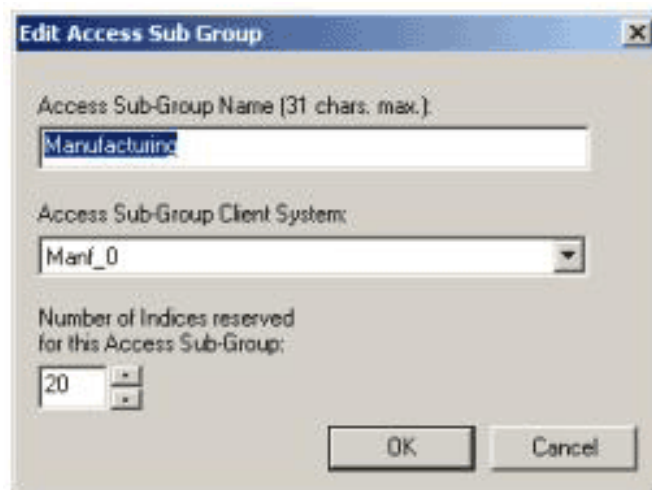 Edit Access Sub Group
Access Sub-Group Name (31 chars. max.):
Manufacturing
Access Sub-Group Client System:
Manf_0
Number of Indices reserved
for this Access Sub-Group:
20
OK Cancel